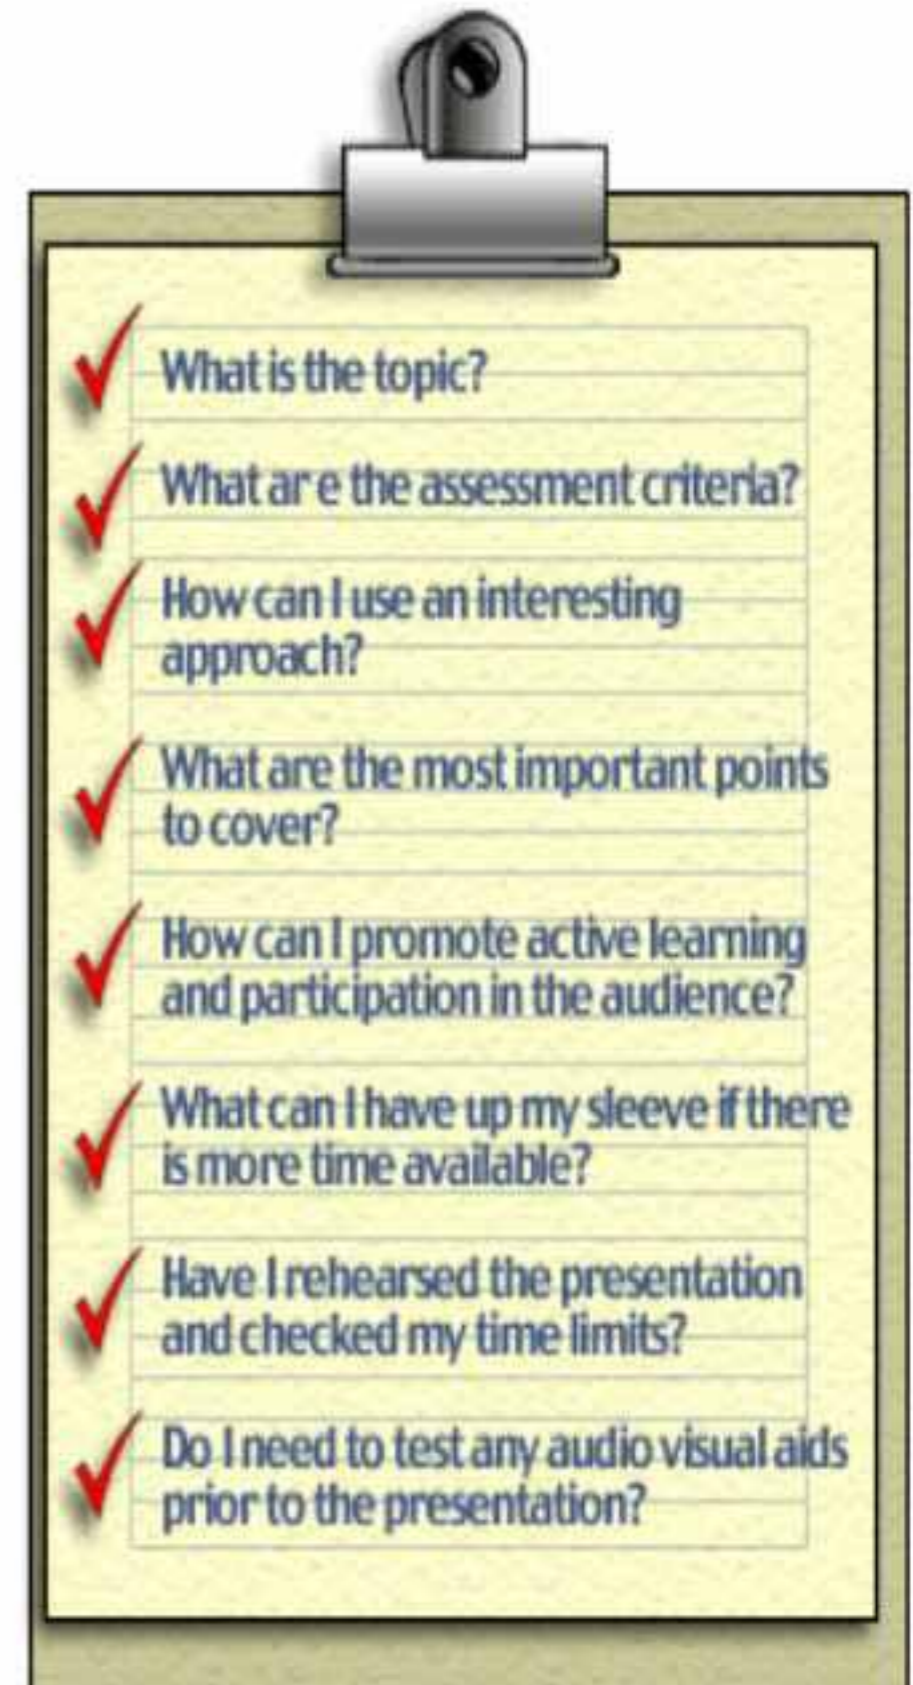 What is the topic?
What are the assessment criteria?
How can I use an interesting
approach?
What are the most important points
to cover?
How can I promote active learning
and participation in the audience?
What can I have up my sleeve if there
is more time available?
Have I rehearsed the presentation
and checked my time limits?
Do I need to test any audio visual aids
prior to the presentation?